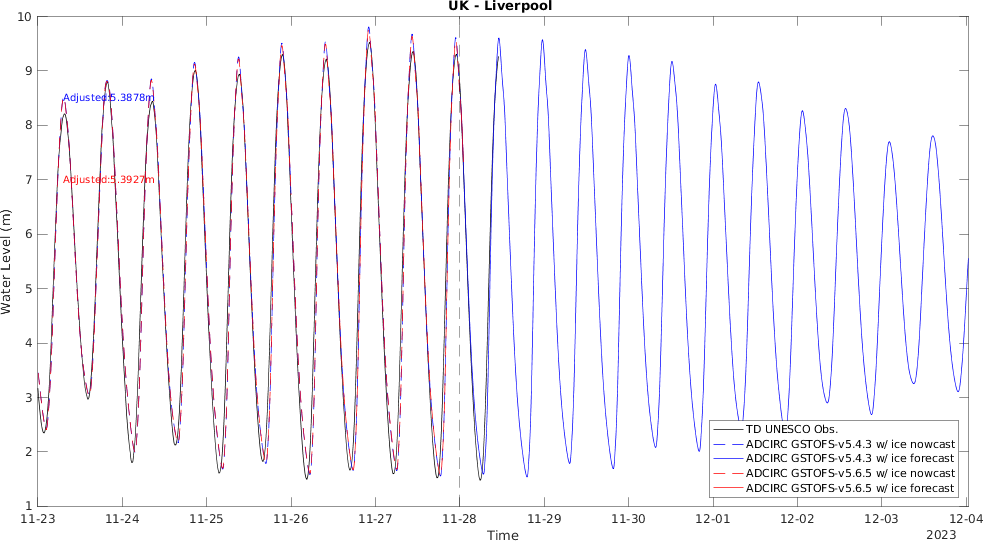 UK - Liverpool
10
9
8
7
6
5
4
3
2
1
Water Level (m)
Adjusted:5.3878m
Adjusted:5.3927m
TD UNESCO Obs.
ADCIRC GSTOFS-v5.4.3 w/ ice nowcast
ADCIRC GSTOFS-v5.4.3 w/ ice forecast
ADCIRC GSTOFS-v5.6.5 w/ ice nowcast
ADCIRC GSTOFS-v5.6.5 w/ ice forecast
11-23 11-24 11-25 11-26 11-27 11-28 11-29 11-30 12-01 12-02 12-03 12-04
Time
2023